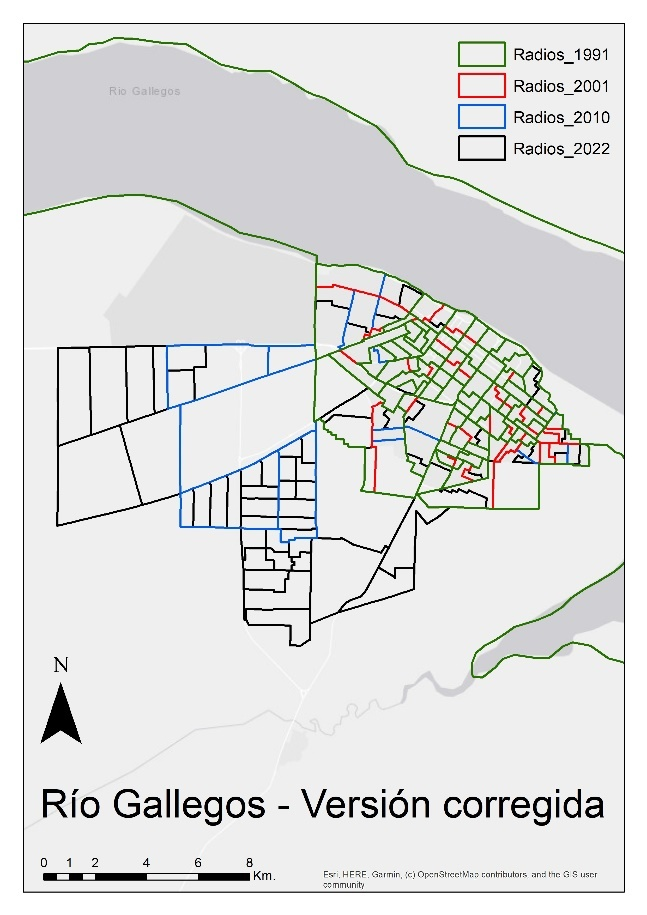 Radios_1991
Radios_2001
Radios_2010
Radios_2022
Río Gallegos
N
Río Gallegos - Versión corregida
0 1 2 4 6 8
Km.
Esri, HERE, Garmin, (c) OpenStreetMap contributors, and the GIS user
community